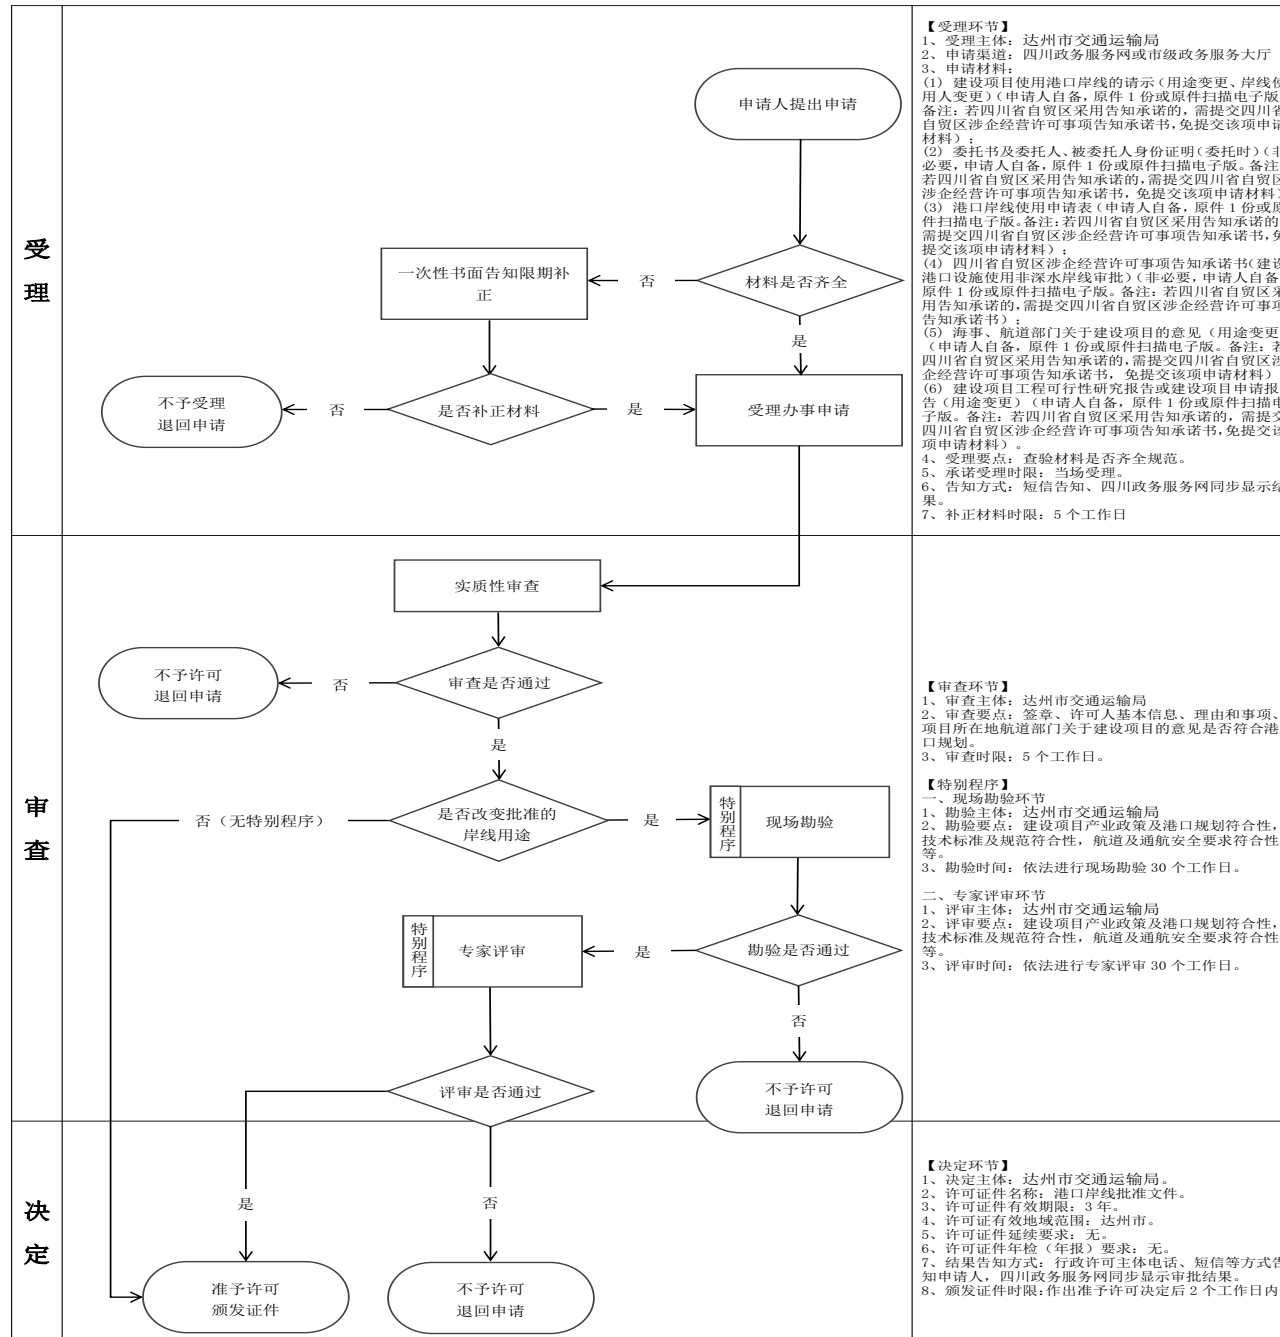 受
理
申请人提出申请
材料是否齐全
否
一次性书面告知限期补
正
是
是否补正材料
否
不予受理
退回申请
是
受理办事申请
【受理环节】
1、受理主体：达州市交通运输局
2、申请渠道：四川政务服务网或市级政务服务大厅
3、申请材料：
(1) 建设项目使用港口岸线的请示（用途变更、岸线使
用人变更）（申请人自备，原件 1 份或原件扫描电子版
备注：若四川省自贸区采用告知承诺的，需提交四川省
自贸区涉企经营许可事项告知承诺书，免提交该项申请
材料）；
(2) 委托书及委托人、被委托人身份证明（委托时）（非
必要，申请人自备，原件 1 份或原件扫描电子版。备注
若四川省自贸区采用告知承诺的，需提交四川省自贸区
涉企经营许可事项告知承诺书，免提交该项申请材料）
(3) 港口岸线使用申请表（申请人自备，原件 1 份或原
件扫描电子版。备注：若四川省自贸区采用告知承诺的
需提交四川省自贸区涉企经营许可事项告知承诺书，免
提交该项申请材料）；
(4) 四川省自贸区涉企经营许可事项告知承诺书（建设
港口设施使用非深水岸线审批）（非必要，申请人自备
原件 1 份或原件扫描电子版。备注：若四川省自贸区采
用告知承诺的，需提交四川省自贸区涉企经营许可事项
告知承诺书）；
(5) 海事、航道部门关于建设项目的意见（用途变更
（申请人自备，原件 1 份或原件扫描电子版。备注：若
四川省自贸区采用告知承诺的，需提交四川省自贸区涉
企经营许可事项告知承诺书，免提交该项申请材料）
(6) 建设项目工程可行性研究报告或建设项目申请报
告（用途变更）（申请人自备，原件 1 份或原件扫描电
子版。备注：若四川省自贸区采用告知承诺的，需提交
四川省自贸区涉企经营许可事项告知承诺书，免提交该
项申请材料）。
4、受理要点：查验材料是否齐全规范。
5、承诺受理时限：当场受理。
6、告知方式：短信告知、四川政务服务网同步显示结
果。
7、补正材料时限：5 个工作日
审
查
实质性审查
审查是否通过
否
不予许可
退回申请
是
是否改变批准的
岸线用途
否（无特别程序）
是
特别程序
现场勘验
勘验是否通过
是
特别程序
专家评审
否
不予许可
退回申请
评审是否通过
【审查环节】
1、审查主体：达州市交通运输局
2、审查要点：签章、许可人基本信息、理由和事项、
项目所在地航道部门关于建设项目的意见是否符合港
口规划。
3、审查时限：5 个工作日。
【特别程序】
一、现场勘验环节
1、勘验主体：达州市交通运输局
2、勘验要点：建设项目产业政策及港口规划符合性，
技术标准及规范符合性，航道及通航安全要求符合性
等。
3、勘验时间：依法进行现场勘验 30 个工作日。
二、专家评审环节
1、评审主体：达州市交通运输局
2、评审要点：建设项目产业政策及港口规划符合性，
技术标准及规范符合性，航道及通航安全要求符合性
等。
3、评审时间：依法进行专家评审 30 个工作日。
决
定
是
否
准予许可
颁发证件
不予许可
退回申请
【决定环节】
1、决定主体：达州市交通运输局。
2、许可证件名称：港口岸线批准文件。
3、许可证件有效期限：3 年。
4、许可证有效地域范围：达州市。
5、许可证件延续要求：无。
6、许可证件年检（年报）要求：无。
7、结果告知方式：行政许可主体电话、短信等方式告
知申请人，四川政务服务网同步显示审批结果。
8、颁发证件时限：作出准予许可决定后 2 个工作日内